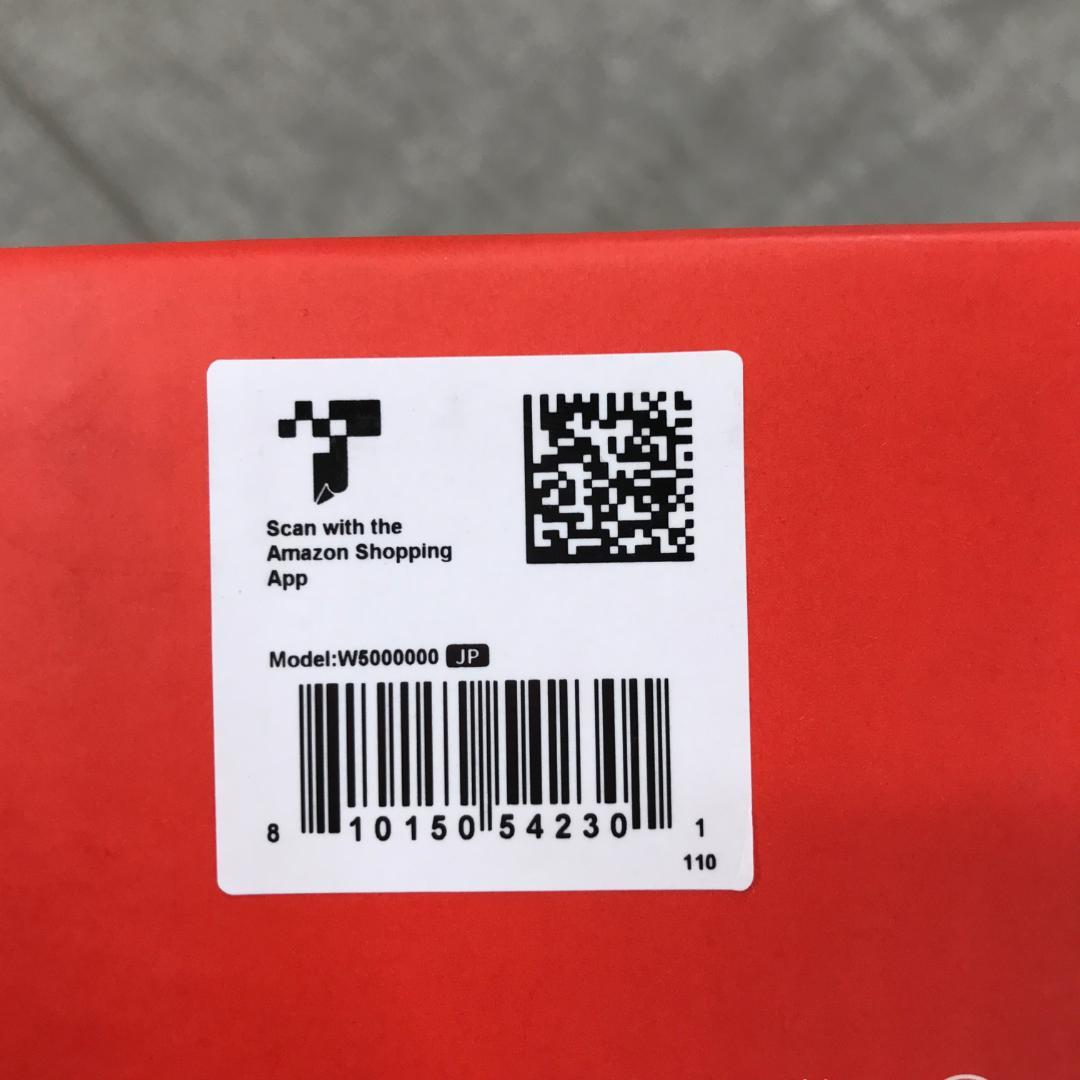 Scan with the
Amazon Shopping
App
Model:W5000000 JP
8 10150 54230 1
110